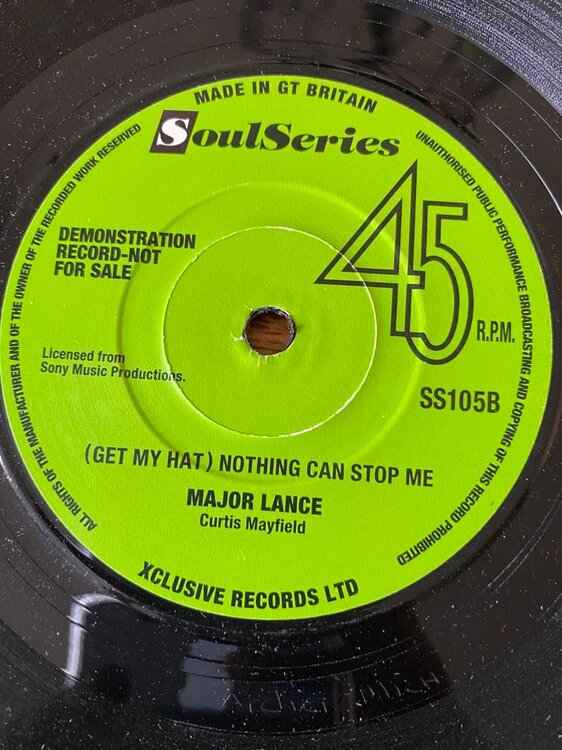 MADE IN GT BRITAIN
SoulSeries
45
R.P.M.
DEMONSTRATION
RECORD-NOT
FOR SALE
Licensed from
Sony Music Productions.
SS105B
(GET MY HAT) NOTHING CAN STOP ME
MAJOR LANCE
Curtis Mayfield
XCLUSIVE RECORDS LTD
ALL RIGHTS OF THE MANUFACTURER AND OF THE OWNER OF THE RECORDED WORK RESERVED
UNAUTHORISED PUBLIC PERFORMANCE BROADCASTING AND COPYING OF THIS RECORD PROHIBITED